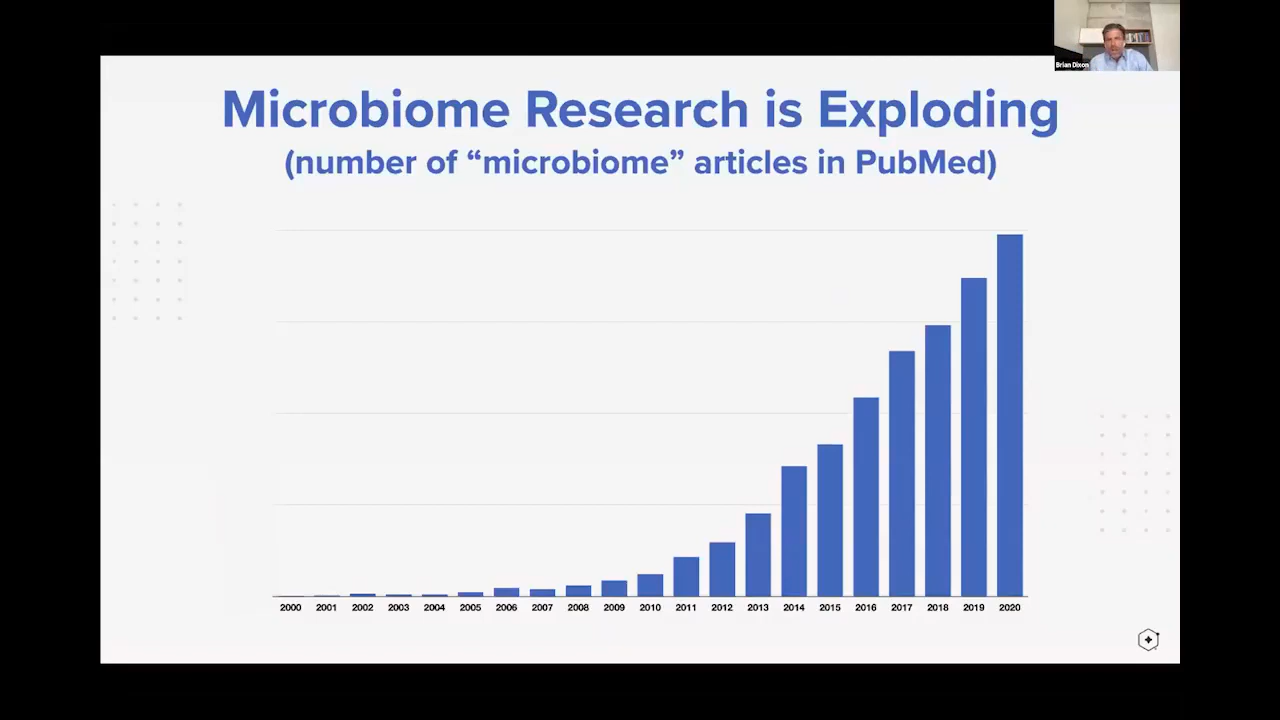 Brian Dixon
Microbiome Research is Exploding
(number of “microbiome” articles in PubMed)
2000 2001 2002 2003 2004 2005 2006 2007 2008 2009 2010 2011 2012 2013 2014 2015 2016 2017 2018 2019 2020